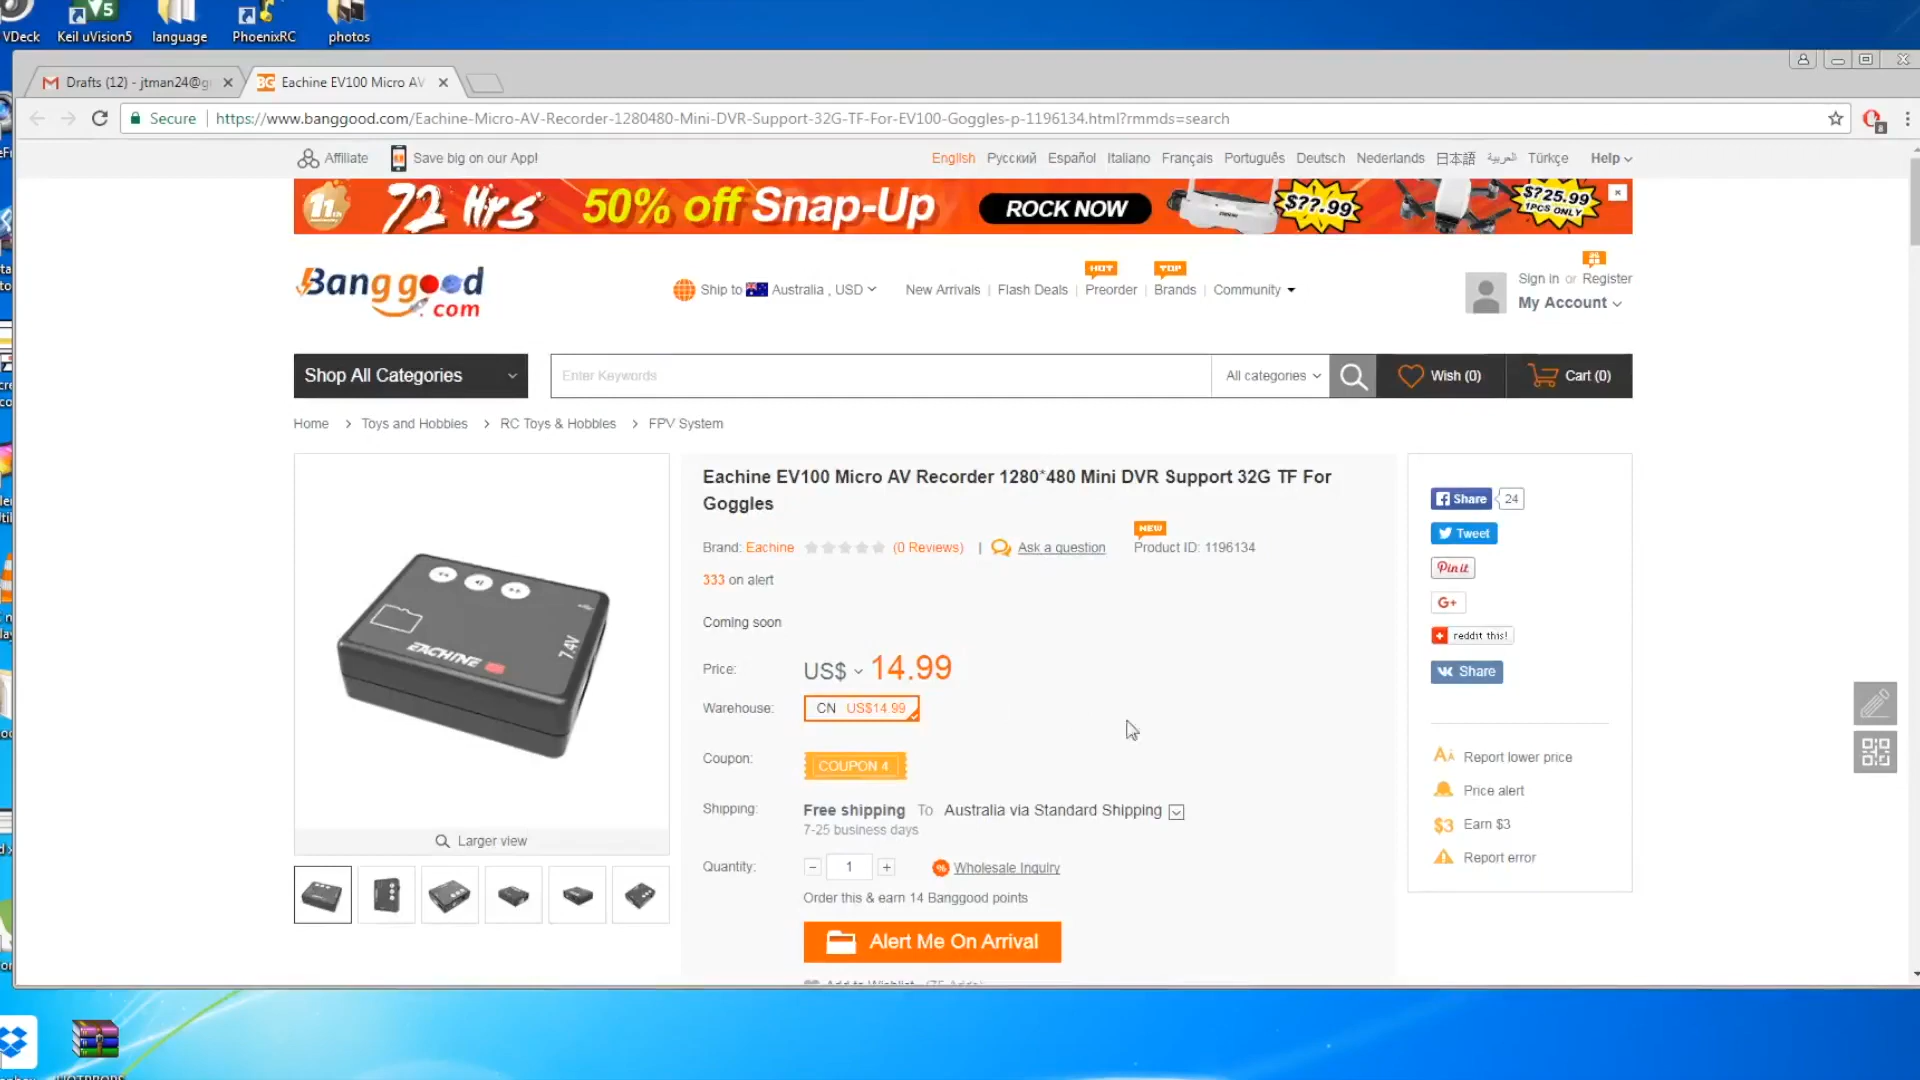 VDeck
Keil uVision5
language
PhoenixRC
photos
Drafts (12) - jtman24@g
Eachine EV100 Micro AV
Secure
https://www.banggood.com/Eachine-Micro-AV-Recorder-1280480-Mini-DVR-Support-32G-TF-For-EV100-Goggles-p-1196134.html?rmmds=search
Affiliate
Save big on our App!
English Русский Español Italiano Français Português Deutsch Nederlands 日本語 العربية Türkçe Help
11th 72 Hrs 50% off Snap-Up ROCK NOW $??.99 $?25.99
1PCS ONLY
Banggood
.com
Ship to Australia , USD
New Arrivals | Flash Deals | Preorder | Brands | Community
HOT
TOP
Sign in or Register
My Account
Shop All Categories
Enter Keywords
All categories
Wish (0)
Cart (0)
Home > Toys and Hobbies > RC Toys & Hobbies > FPV System
EACHINE
7.4V
Larger view
Eachine EV100 Micro AV Recorder 1280*480 Mini DVR Support 32G TF For
Goggles
NEW
Brand: Eachine (0 Reviews) | Ask a question Product ID: 1196134
333 on alert
Coming soon
Price: US$ 14.99
Warehouse: CN US$14.99
Coupon: COUPON 4
Shipping: Free shipping To Australia via Standard Shipping
7-25 business days
Quantity: - 1 + Wholesale Inquiry
Order this & earn 14 Banggood points
Alert Me On Arrival
Share 24
Tweet
Pin it
G+
reddit this!
Share
Report lower price
Price alert
$3 Earn $3
Report error